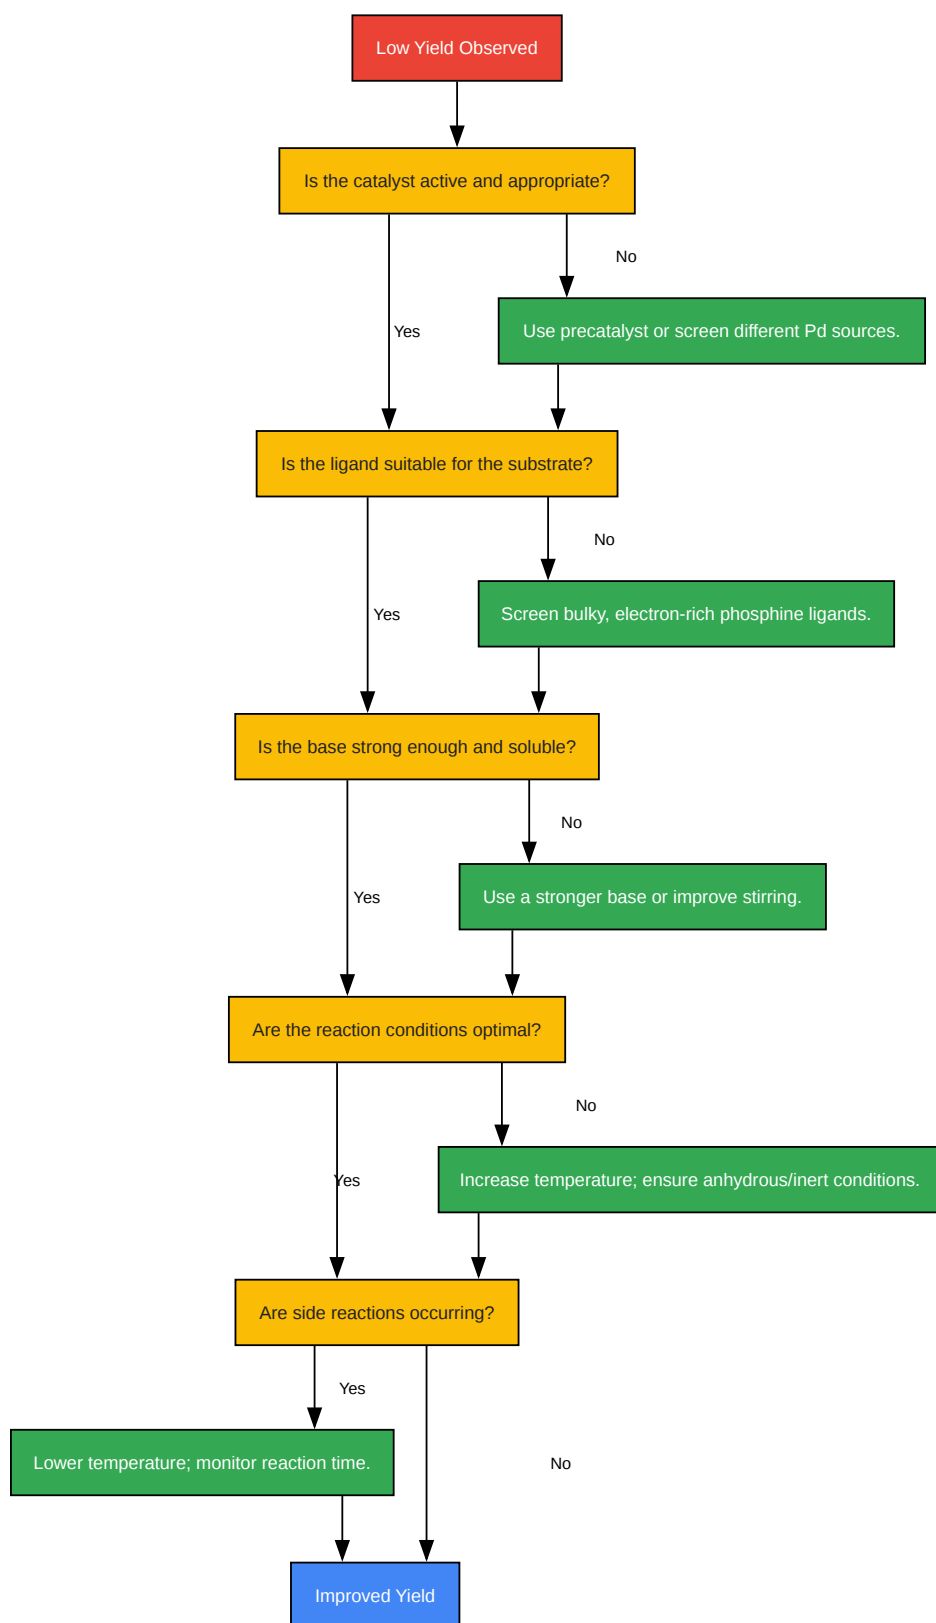 Low Yield Observed
Is the catalyst active and appropriate?
No
Yes
Use precatalyst or screen different Pd sources.
Is the ligand suitable for the substrate?
No
Yes
Screen bulky, electron-rich phosphine ligands.
Is the base strong enough and soluble?
No
Yes
Use a stronger base or improve stirring.
Are the reaction conditions optimal?
No
Yes
Increase temperature; ensure anhydrous/inert conditions.
Are side reactions occurring?
Yes
Lower temperature; monitor reaction time.
No
Improved Yield